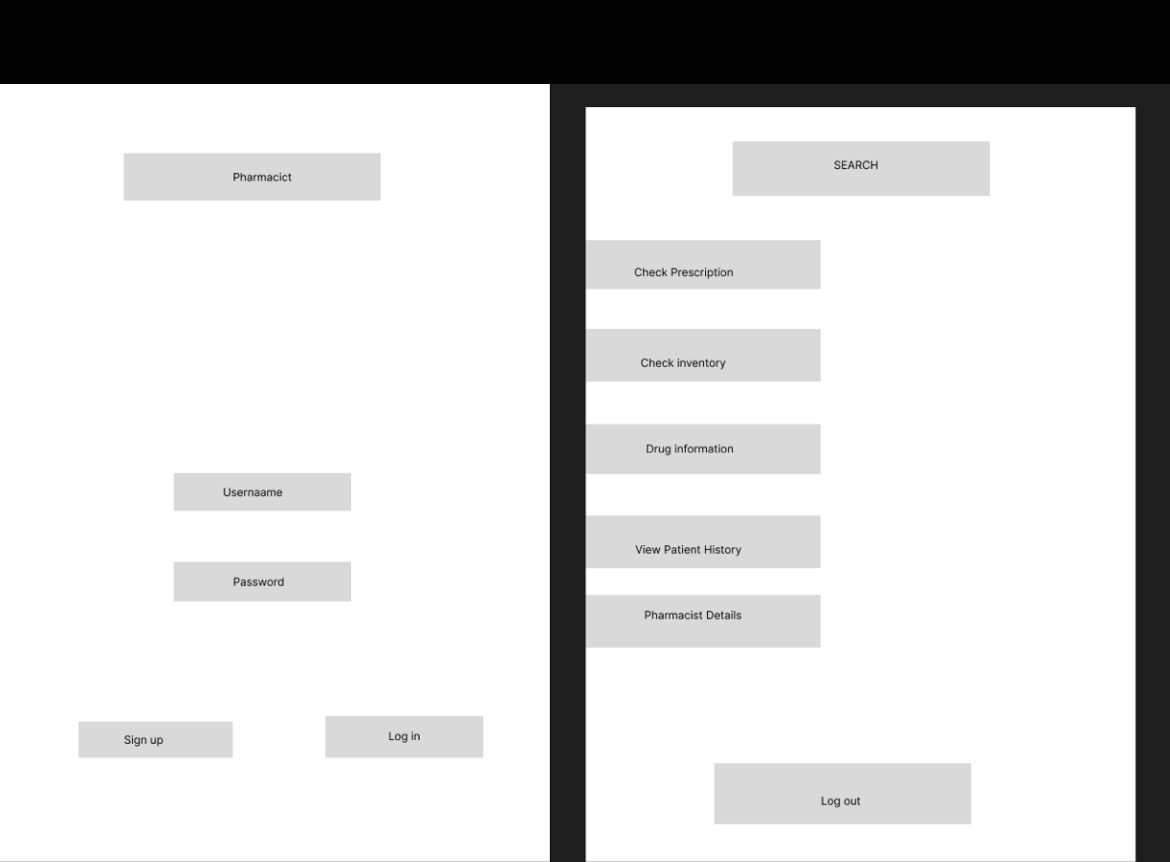 Pharmacict
Usernaame
Password
Sign up
Log in
SEARCH
Check Prescription
Check inventory
Drug information
View Patient History
Pharmacist Details
Log out